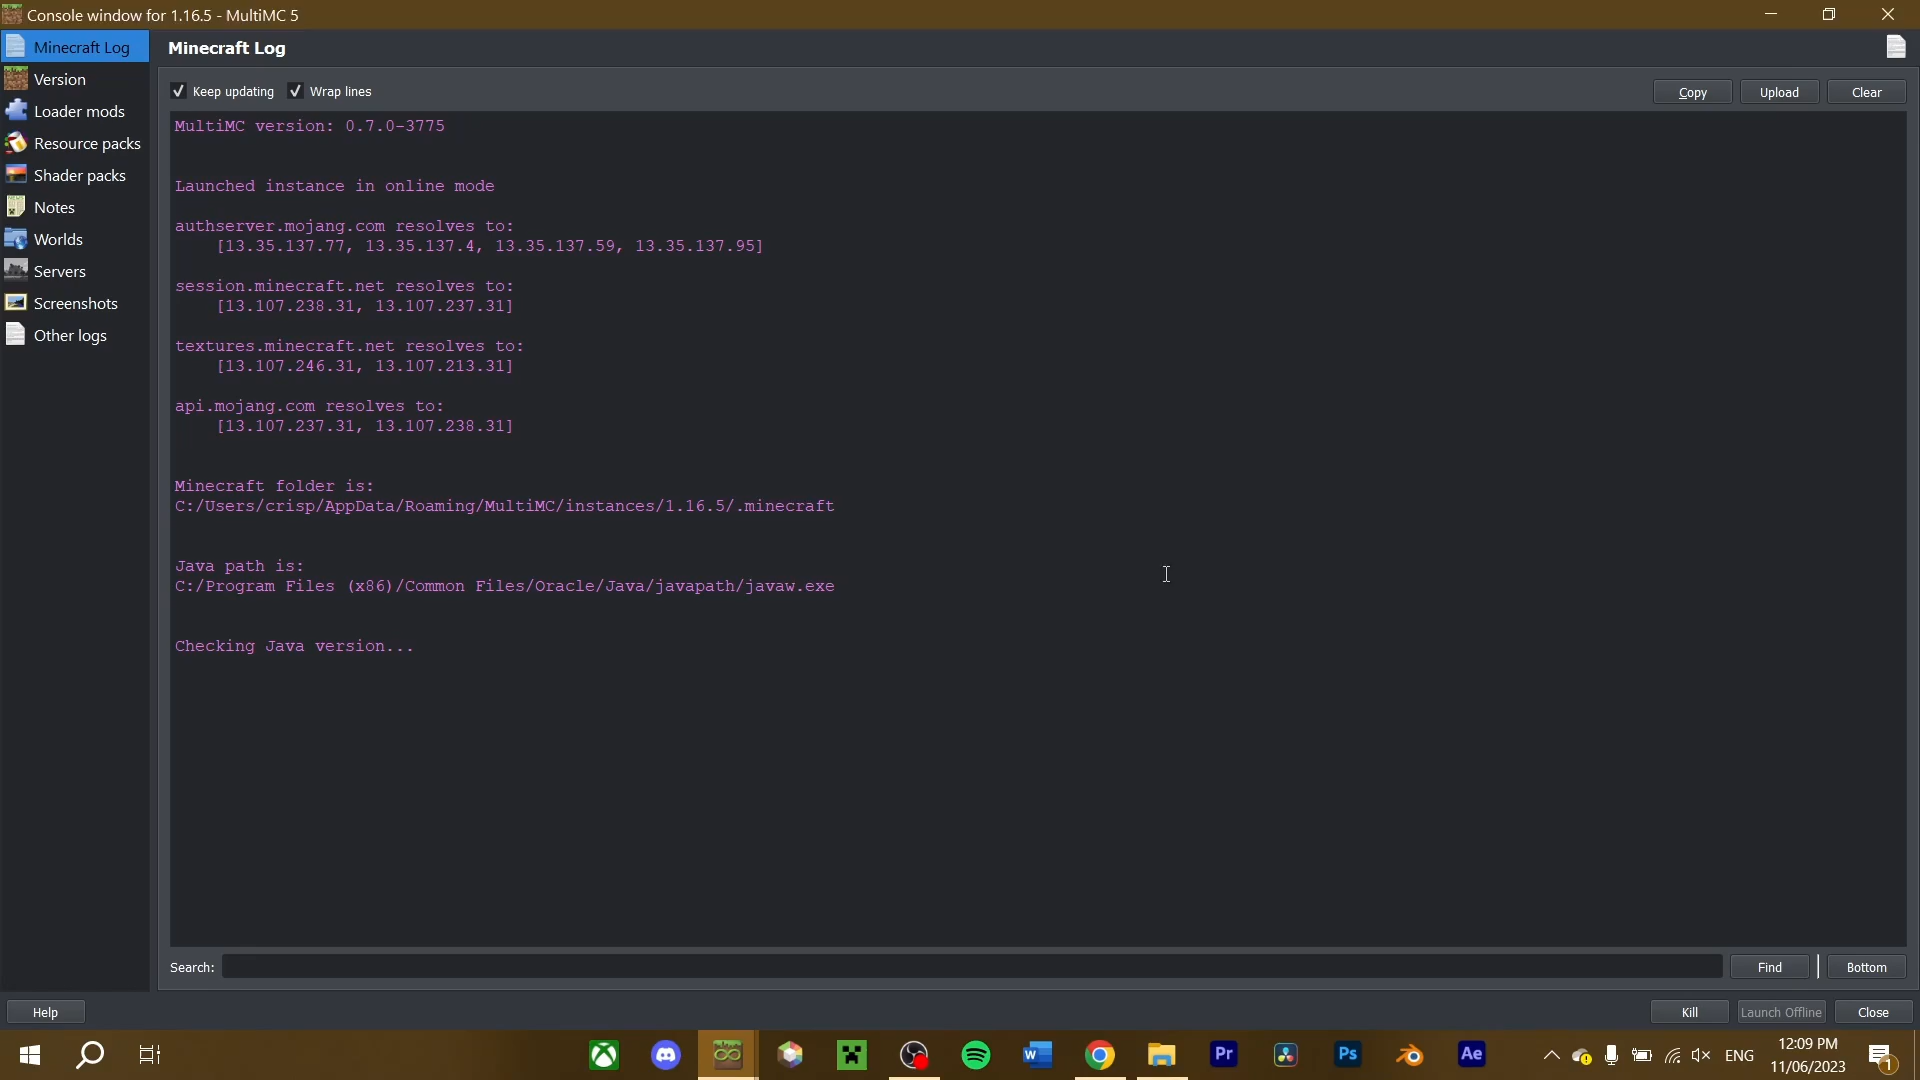 Console window for 1.16.5 - MultiMC 5
Minecraft Log
Version
Loader mods
Resource packs
Shader packs
Notes
Worlds
Servers
Screenshots
Other logs
Minecraft Log
Keep updating
Wrap lines
Copy
Upload
Clear
MultiMC version: 0.7.0-3775
Launched instance in online mode
authserver.mojang.com resolves to:
[13.35.137.77, 13.35.137.4, 13.35.137.59, 13.35.137.95]
session.minecraft.net resolves to:
[13.107.238.31, 13.107.237.31]
textures.minecraft.net resolves to:
[13.107.246.31, 13.107.213.31]
api.mojang.com resolves to:
[13.107.237.31, 13.107.238.31]
Minecraft folder is:
C:/Users/crisp/AppData/Roaming/MultiMC/instances/1.16.5/.minecraft
Java path is:
C:/Program Files (x86)/Common Files/Oracle/Java/javapath/javaw.exe
Checking Java version...
Search:
Find
Bottom
Help
Kill
Launch Offline
Close
W
Pr
Ps
Ae
ENG
12:09 PM
11/06/2023
1